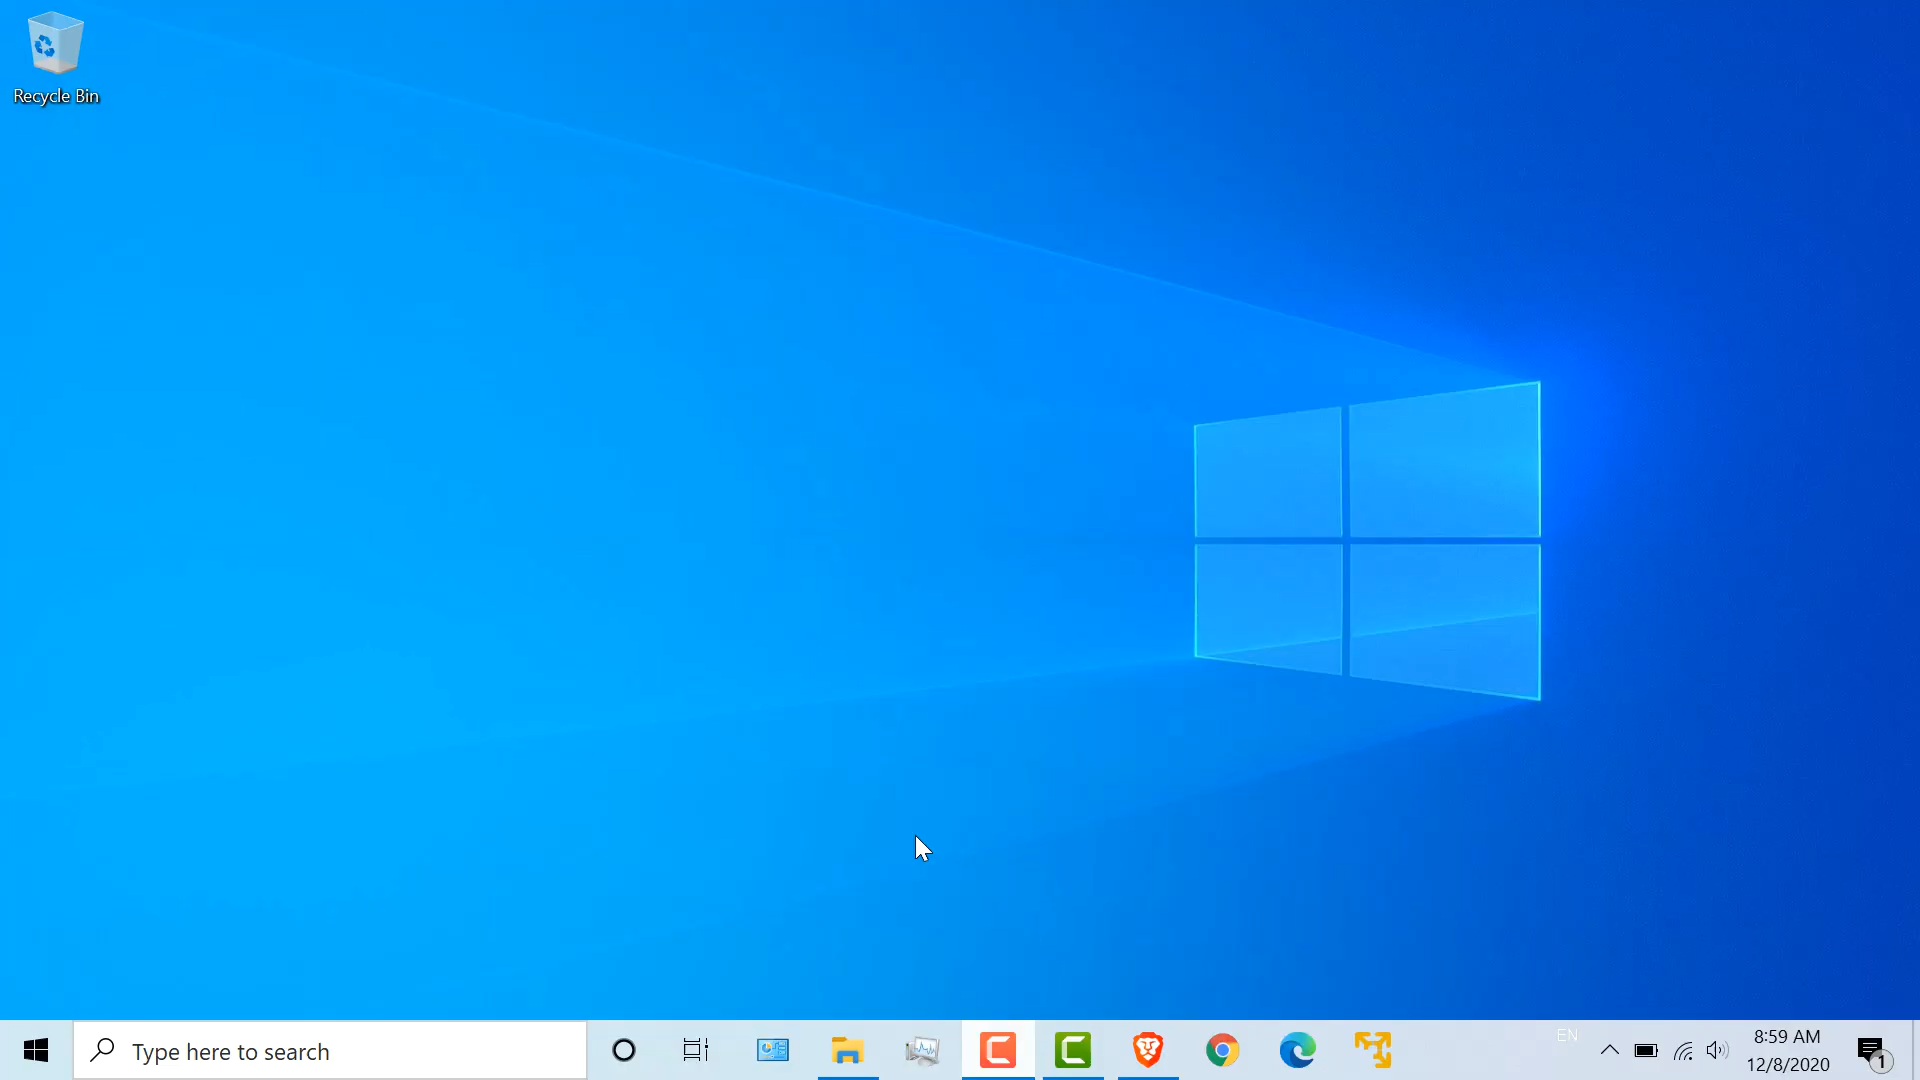 Recycle Bin
Type here to search
EN
8:59 AM
12/8/2020
1